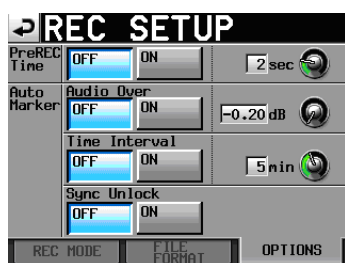 REC SETUP
PreREC Time
OFF ON
2 sec
Auto Marker
Audio Over
OFF ON
-0.20 dB
Time Interval
OFF ON
5 min
Sync Unlock
OFF ON
REC MODE
FILE FORMAT
OPTIONS